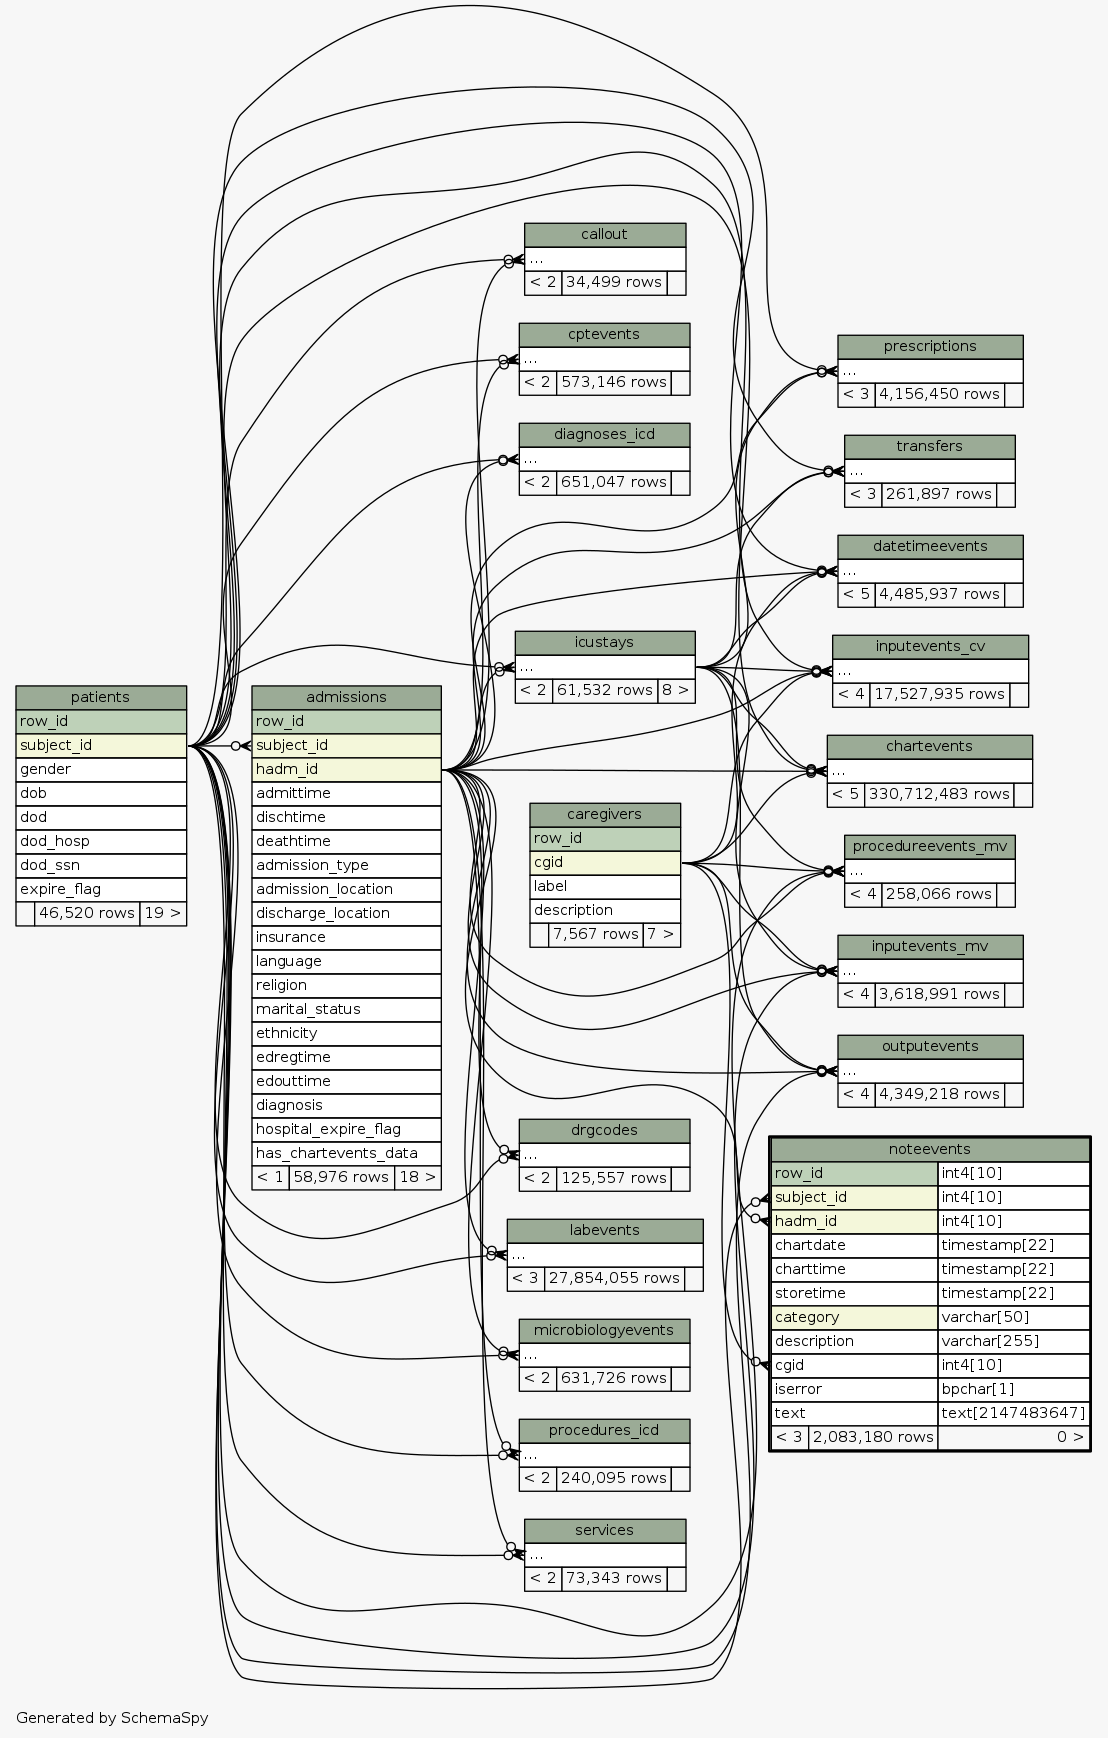 callout
...
< 2 34,499 rows
cptevents
...
< 2 573,146 rows
diagnoses_icd
...
< 2 651,047 rows
prescriptions
...
< 3 4,156,450 rows
transfers
...
< 3 261,897 rows
datetimeevents
...
< 5 4,485,937 rows
icustays
...
< 2 61,532 rows 8 >
inputevents_cv
...
< 4 17,527,935 rows
patients
row_id
subject_id
gender
dob
dod
dod_hosp
dod_ssn
expire_flag
46,520 rows 19 >
admissions
row_id
subject_id
hadm_id
admittime
dischtime
deathtime
admission_type
admission_location
discharge_location
insurance
language
religion
marital_status
ethnicity
edregtime
edouttime
diagnosis
hospital_expire_flag
has_chartevents_data
< 1 58,976 rows 18 >
chartevents
...
< 5 330,712,483 rows
caregivers
row_id
cgid
label
description
7,567 rows 7 >
procedureevents_mv
...
< 4 258,066 rows
inputevents_mv
...
< 4 3,618,991 rows
outputevents
...
< 4 4,349,218 rows
drgcodes
...
< 2 125,557 rows
labevents
...
< 3 27,854,055 rows
microbiologyevents
...
< 2 631,726 rows
procedures_icd
...
< 2 240,095 rows
services
...
< 2 73,343 rows
noteevents
row_id int4[10]
subject_id int4[10]
hadm_id int4[10]
chartdate timestamp[22]
charttime timestamp[22]
storetime timestamp[22]
category varchar[50]
description varchar[255]
cgid int4[10]
iserror bpchar[1]
text text[2147483647]
< 3 2,083,180 rows 0 >
Generated by SchemaSpy